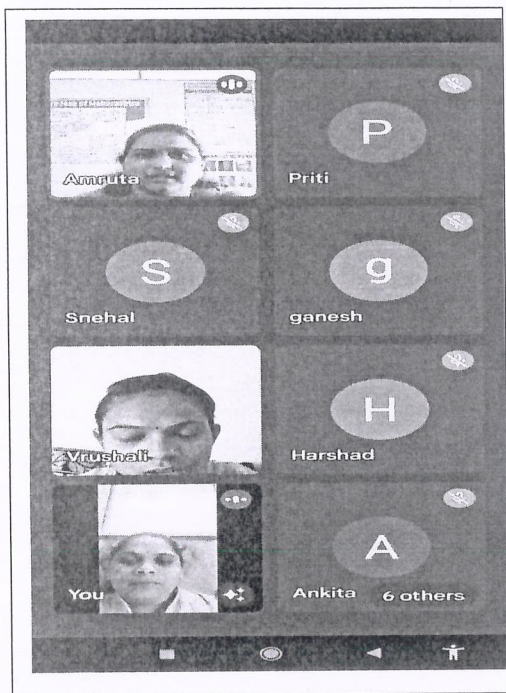 Amruta
P
Priti
S
Snehal
g
ganesh
Vrushali
H
Harshad
You
A
Ankita
6 others